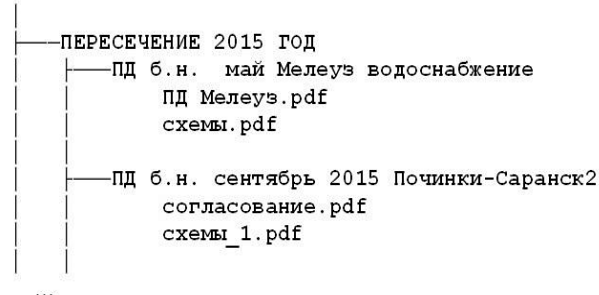 ПЕРЕСЕЧЕНИЕ 2015 ГОД
ПД б.н. май Мелеуз водоснабжение
ПД Мелеуз.pdf
схемы.pdf
ПД б.н. сентябрь 2015 Починки-Саранск2
согласование.pdf
схемы_1.pdf